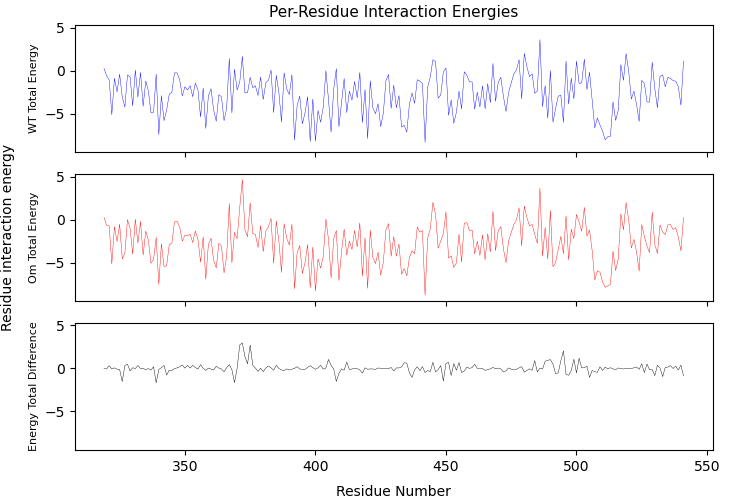 Per-Residue Interaction Energies
5
0
−5
WT Total Energy
5
0
−5
Om Total Energy
Residue interaction energy
5
0
−5
Energy Total Difference
350
400
450
500
550
Residue Number